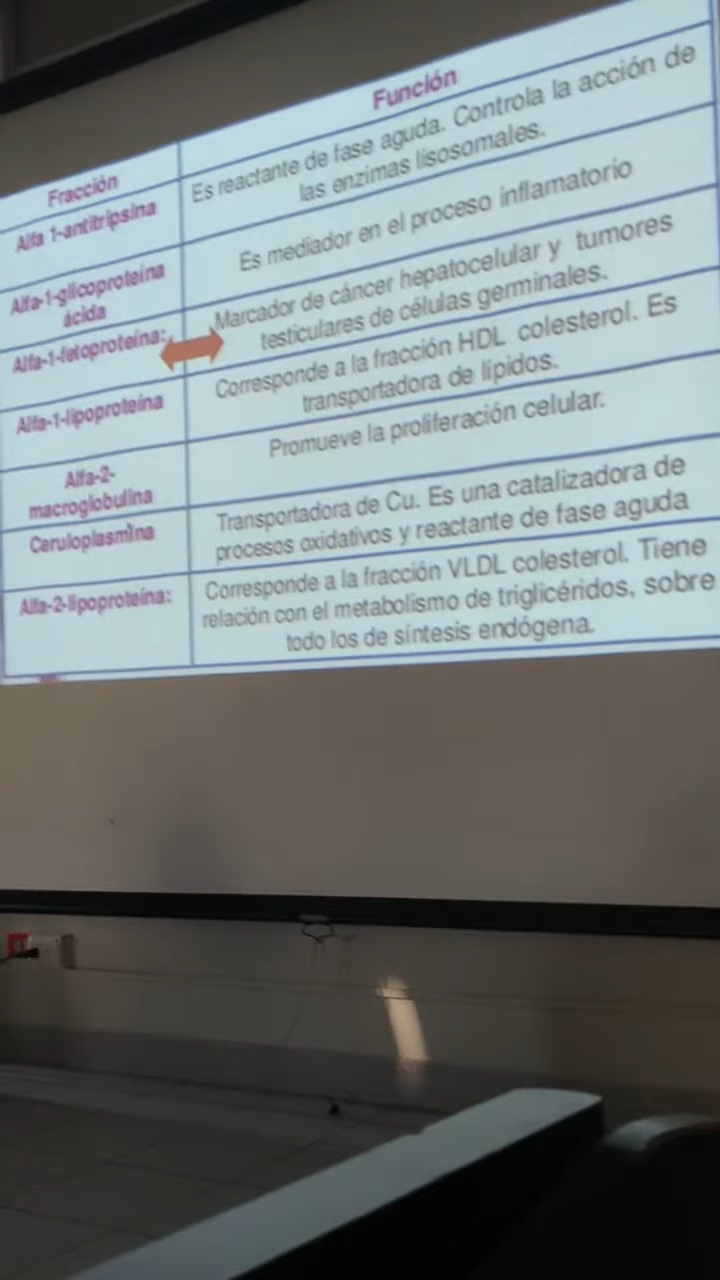 Fracción
Función
Alfa 1-antitripsina
Es reactante de fase aguda. Controla la acción de
las enzimas lisosomales.
Alfa-1-glicoproteína
ácida
Es mediador en el proceso inflamatorio
Alfa-1-fetoproteína:
Marcador de cáncer hepatocelular y tumores
testiculares de células germinales.
Alfa-1-lipoproteína
Corresponde a la fracción HDL colesterol. Es
transportadora de lípidos.
Alfa-2-
macroglobulina
Promueve la proliferación celular.
Ceruloplasmina
Transportadora de Cu. Es una catalizadora de
procesos oxidativos y reactante de fase aguda
Alfa-2-lipoproteína:
Corresponde a la fracción VLDL colesterol. Tiene
relación con el metabolismo de triglicéridos, sobre
todo los de síntesis endógena.